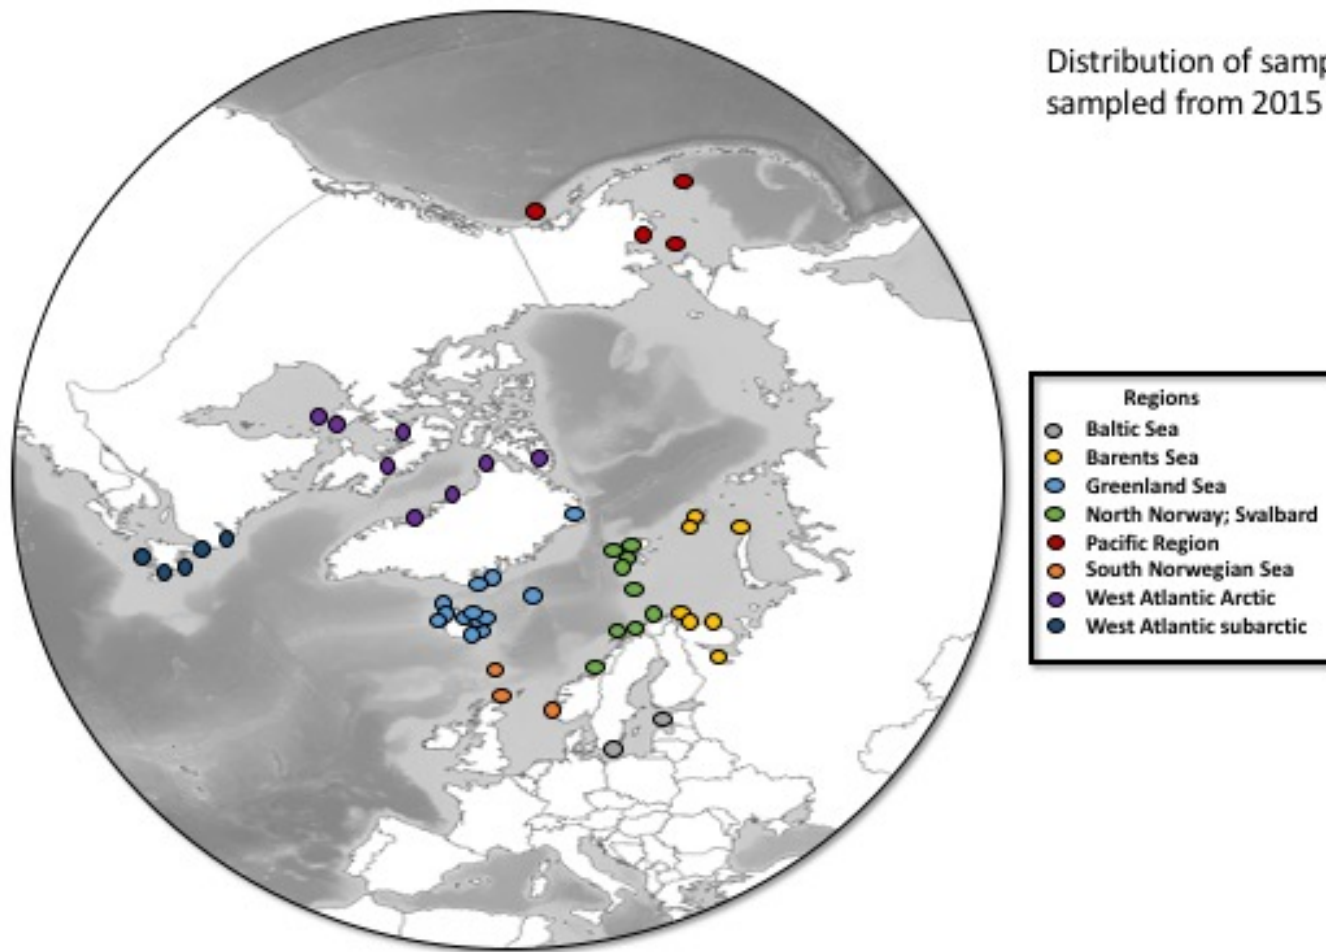 Distribution of samp
sampled from 2015
Regions
Baltic Sea
Barents Sea
Greenland Sea
North Norway; Svalbard
Pacific Region
South Norwegian Sea
West Atlantic Arctic
West Atlantic subarctic